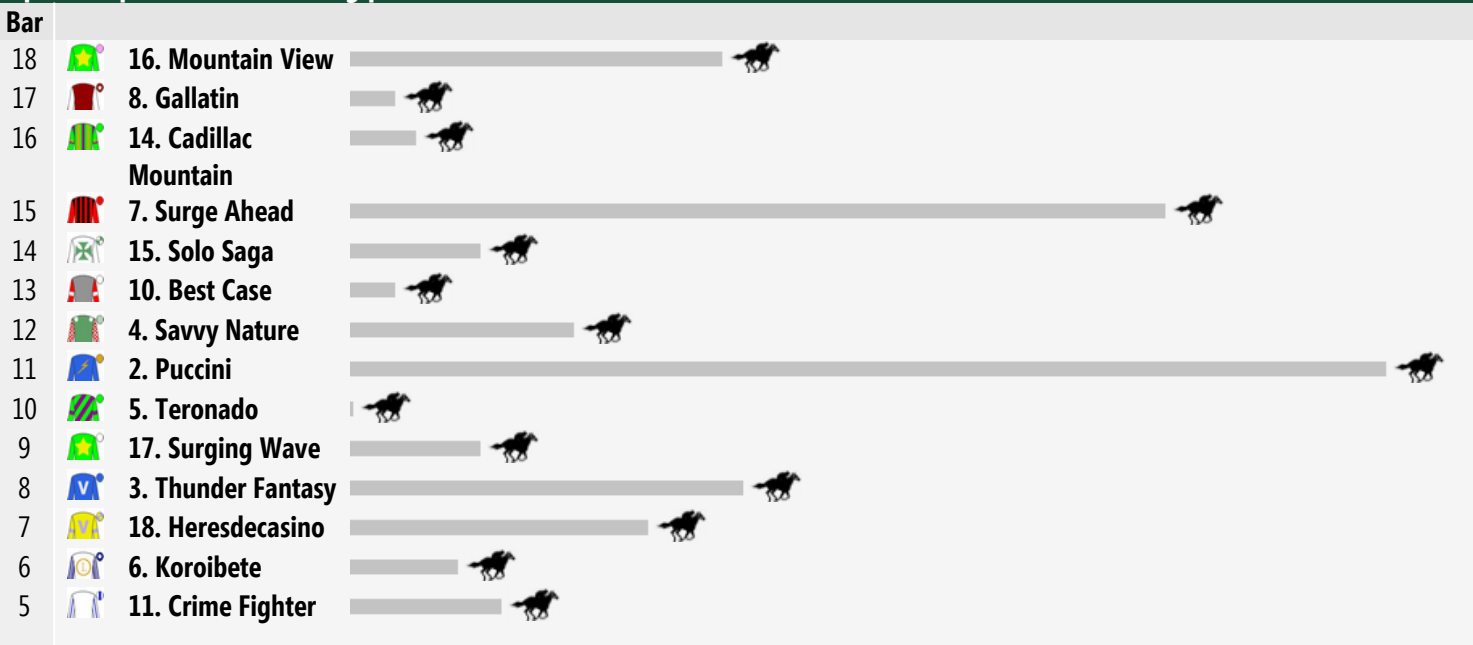 Bar
18 16. Mountain View
17 8. Gallatin
16 14. Cadillac
Mountain
15 7. Surge Ahead
14 15. Solo Saga
13 10. Best Case
12 4. Savvy Nature
11 2. Puccini
10 5. Teronado
9 17. Surging Wave
8 V 3. Thunder Fantasy
7 V 18. Heresdecasino
6 6. Koroibete
5 11. Crime Fighter